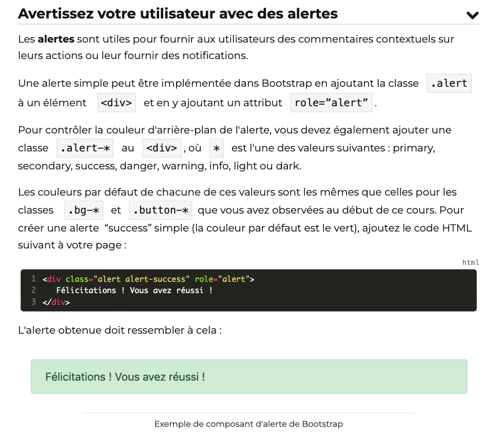 Avertissez votre utilisateur avec des alertes
Les alertes sont utiles pour fournir aux utilisateurs des commentaires contextuels sur
leurs actions ou leur fournir des notifications.
Une alerte simple peut être implémentée dans Bootstrap en ajoutant la classe .alert
à un élément <div> et en y ajoutant un attribut role="alert".
Pour contrôler la couleur d'arrière-plan de l'alerte, vous devez également ajouter une
classe .alert-* au <div>, où * est l'une des valeurs suivantes : primary,
secondary, success, danger, warning, info, light ou dark.
Les couleurs par défaut de chacune de ces valeurs sont les mêmes que celles pour les
classes .bg-* et .button-* que vous avez observées au début de ce cours. Pour
créer une alerte “success” simple (la couleur par défaut est le vert), ajoutez le code HTML
suivant à votre page :
html
1 <div class="alert alert-success" role="alert">
2 Félicitations ! Vous avez réussi !
3 </div>
L'alerte obtenue doit ressembler à cela :
Félicitations ! Vous avez réussi !
Exemple de composant d'alerte de Bootstrap